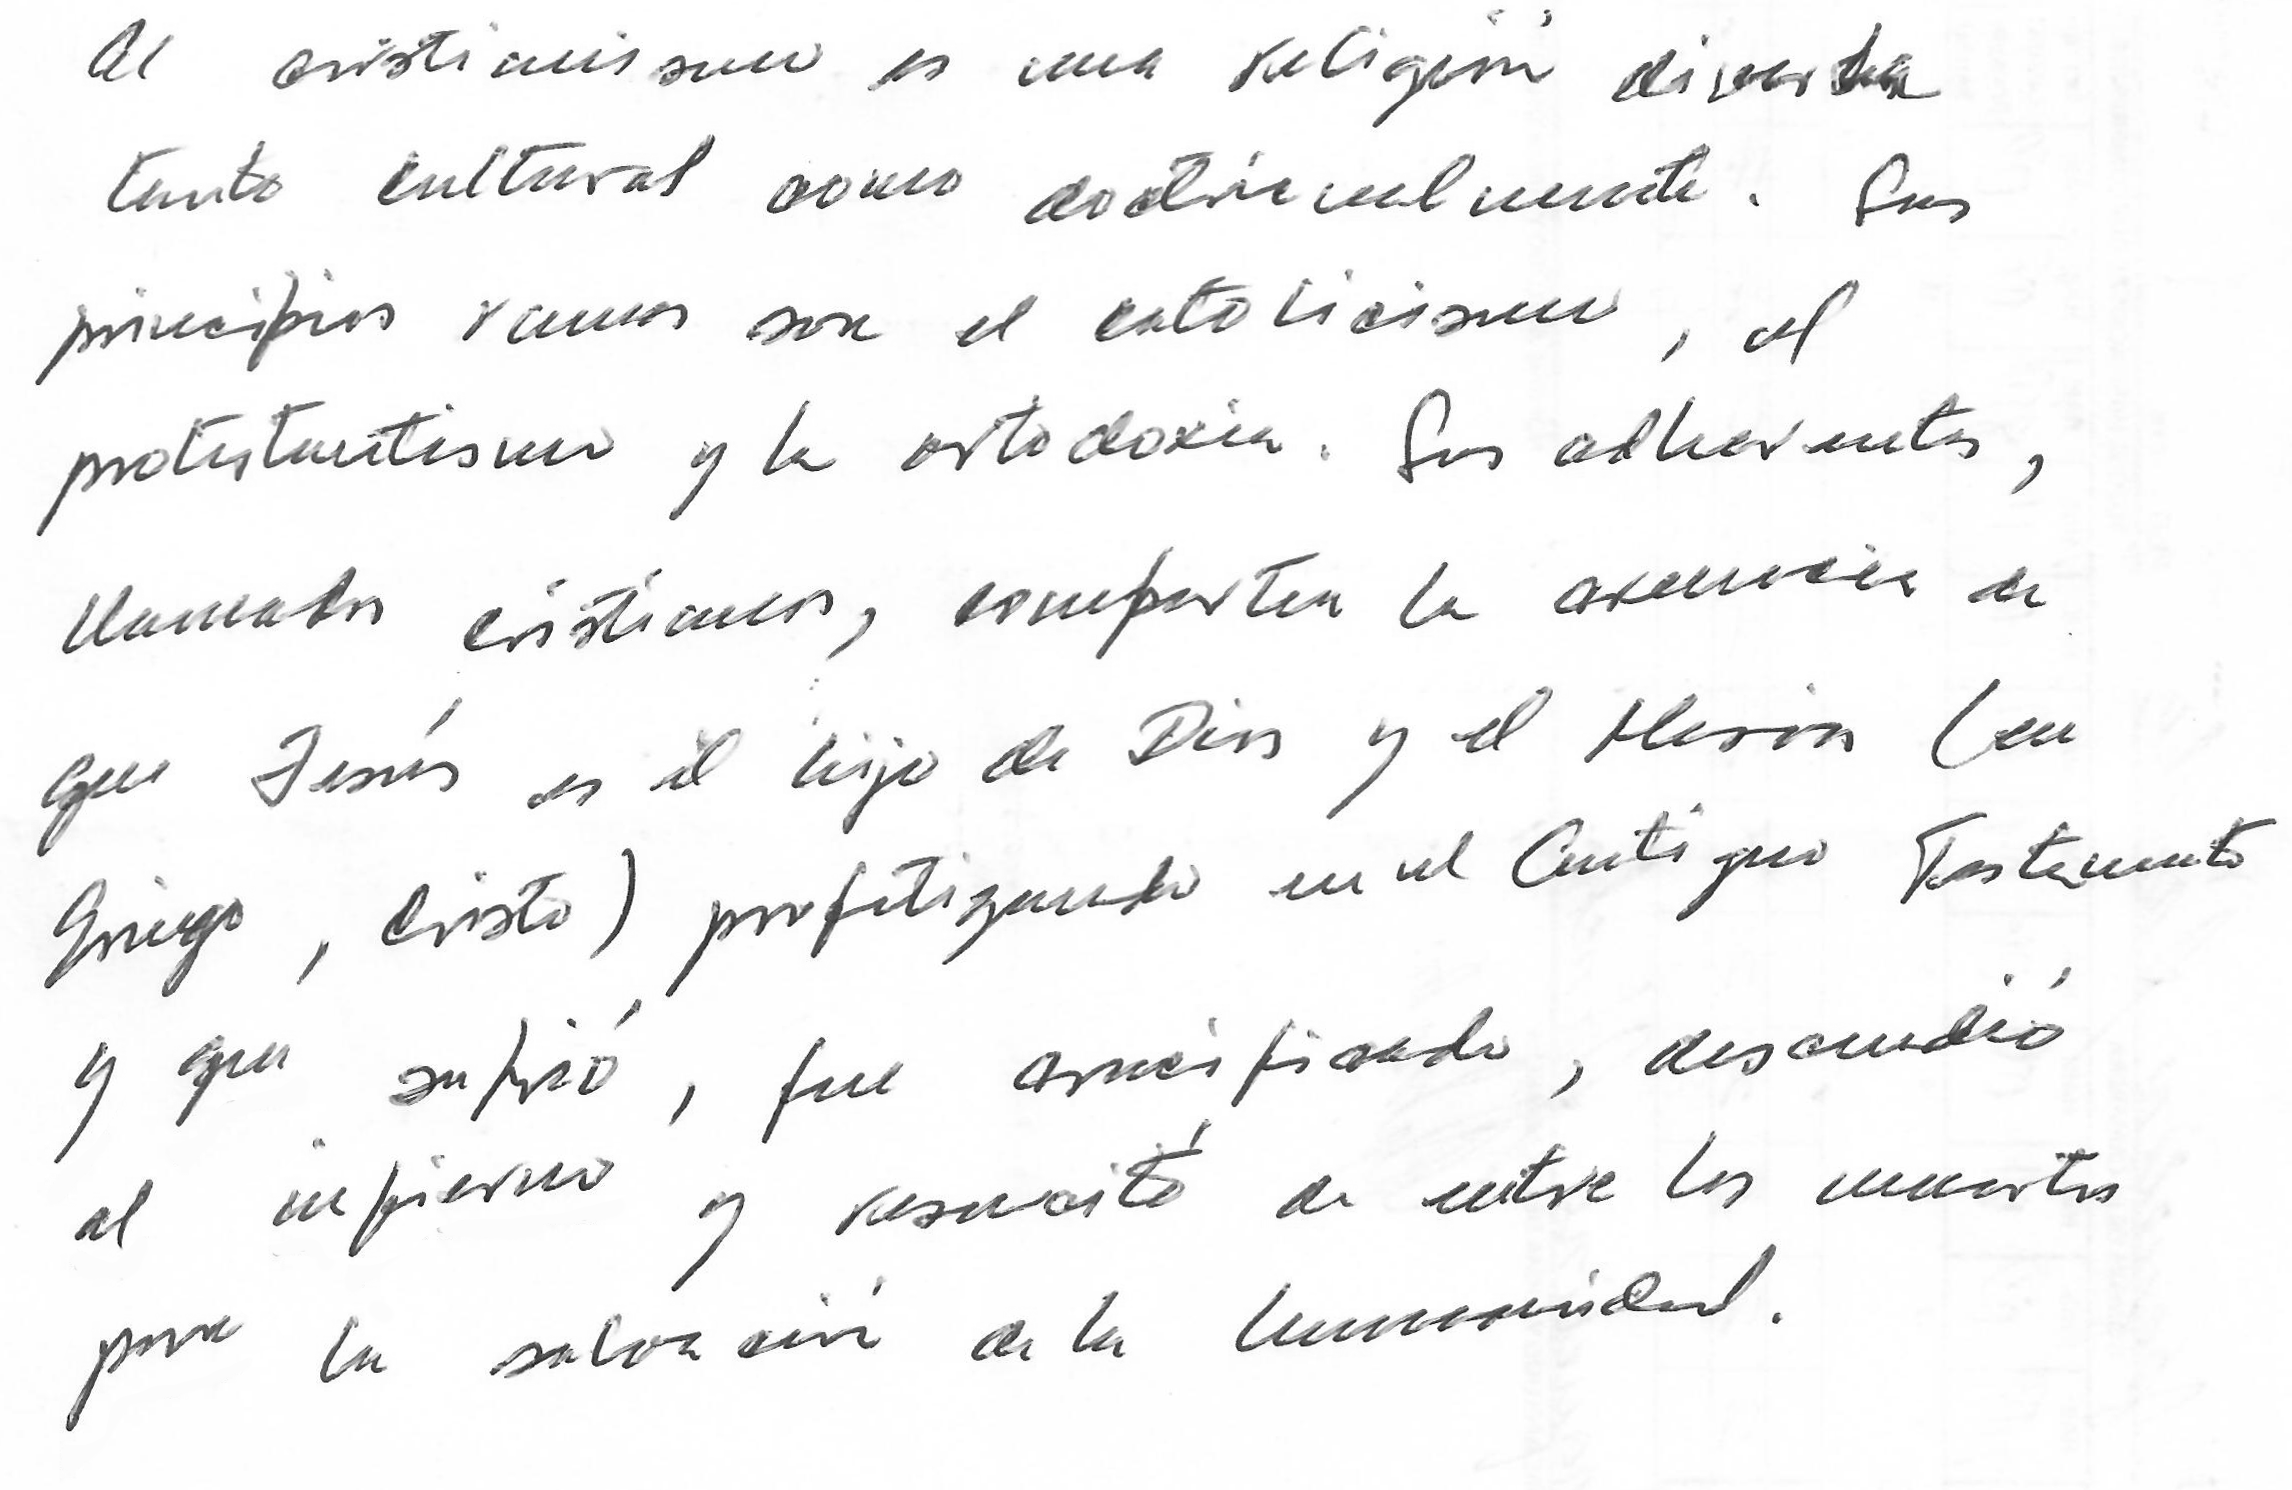 El cristianismo es una religión diversa
tanto cultural como doctrinalmente. Sus
principios ramas son el catolicismo, el
protestantismo y la ortodoxia. Sus adherentes,
llamados cristianos, comparten la creencia de
que Jesús es el hijo de Dios y el Mesías (en
Griego, Cristo) profetizando en el Antiguo Testamento
y que sufrió, fue crucificado, descendió
al infierno y resucitó de entre los muertos
para la salvación de la humanidad.